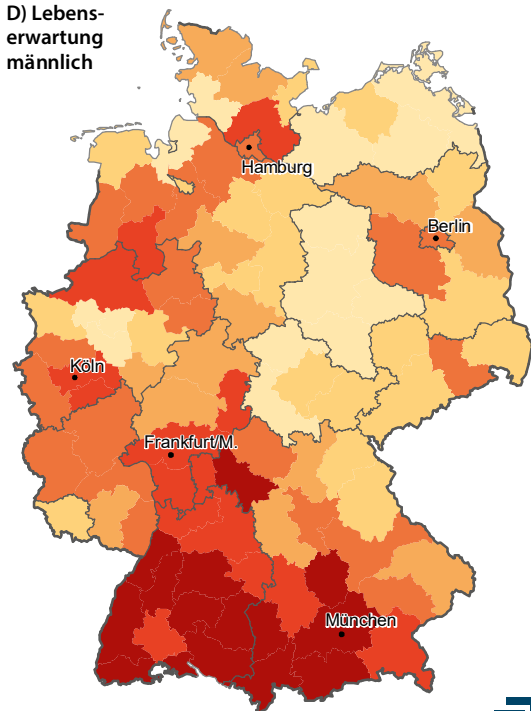 D) Lebens-
erwartung
männlich
Hamburg
Berlin
Köln
Frankfurt/M.
München